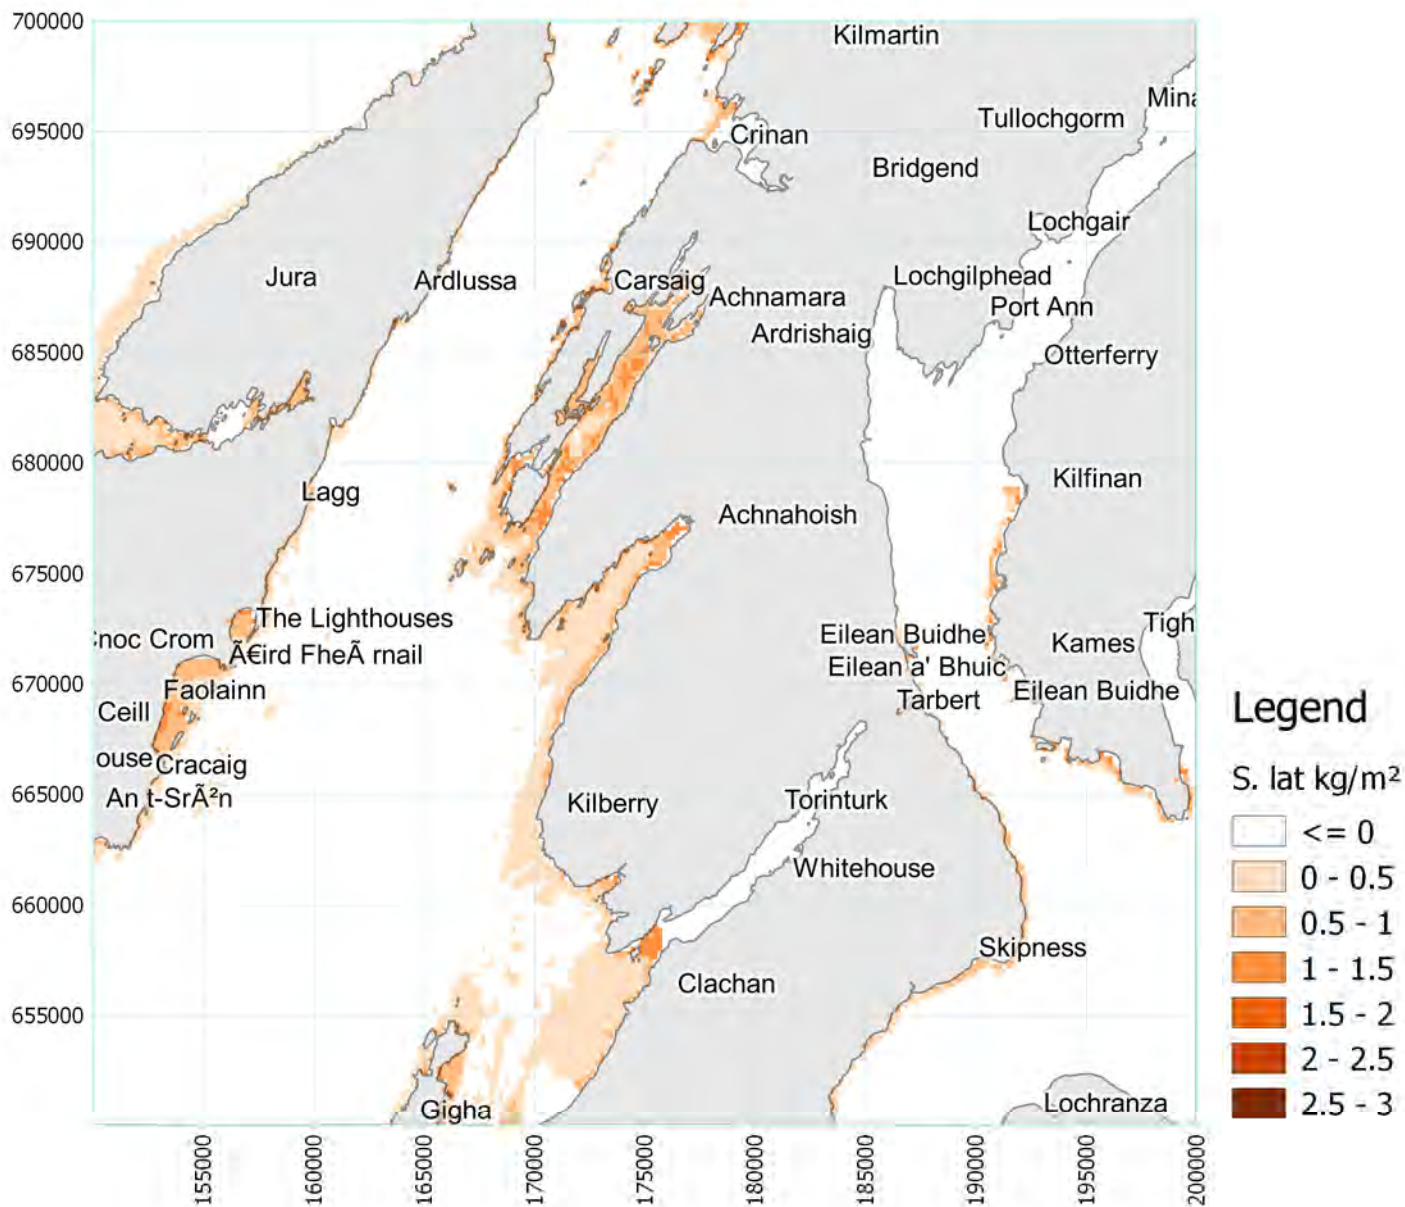 700000
Kilmartin
Mina
Tullochgorm
695000
Crinan
Bridgend
Lochgair
690000
Jura
Ardlussa
Carsaig
Lochgilphead
Achnamara
Port Ann
Ardrishaig
685000
Otterferry
680000
Kilfinan
Lagg
Achnahoish
675000
The Lighthouses
Cnoc Crom
Ã€ird FheÃ rnail
Eilean Buidhe
Kames
Tigh
Eilean a' Bhuic
670000
Faolainn
Tarbert
Eilean Buidhe
Ceill
ouse
Cracaig
An t-SrÃ²n
665000
Kilberry
Torinturk
Whitehouse
660000
Skipness
Clachan
655000
Gigha
Lochranza
155000
160000
165000
170000
175000
180000
185000
190000
195000
200000
Legend
S. lat kg/m²
<= 0
0 - 0.5
0.5 - 1
1 - 1.5
1.5 - 2
2 - 2.5
2.5 - 3